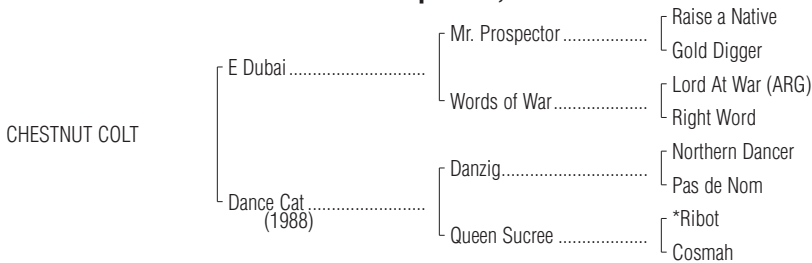 Raise a Native
Mr. Prospector ..................
Gold Digger
E Dubai .............................
Lord At War (ARG)
Words of War....................
Right Word
CHESTNUT COLT
Northern Dancer
Danzig...............................
Pas de Nom
Dance Cat .........................
(1988)
*Ribot
Queen Sucree ...................
Cosmah